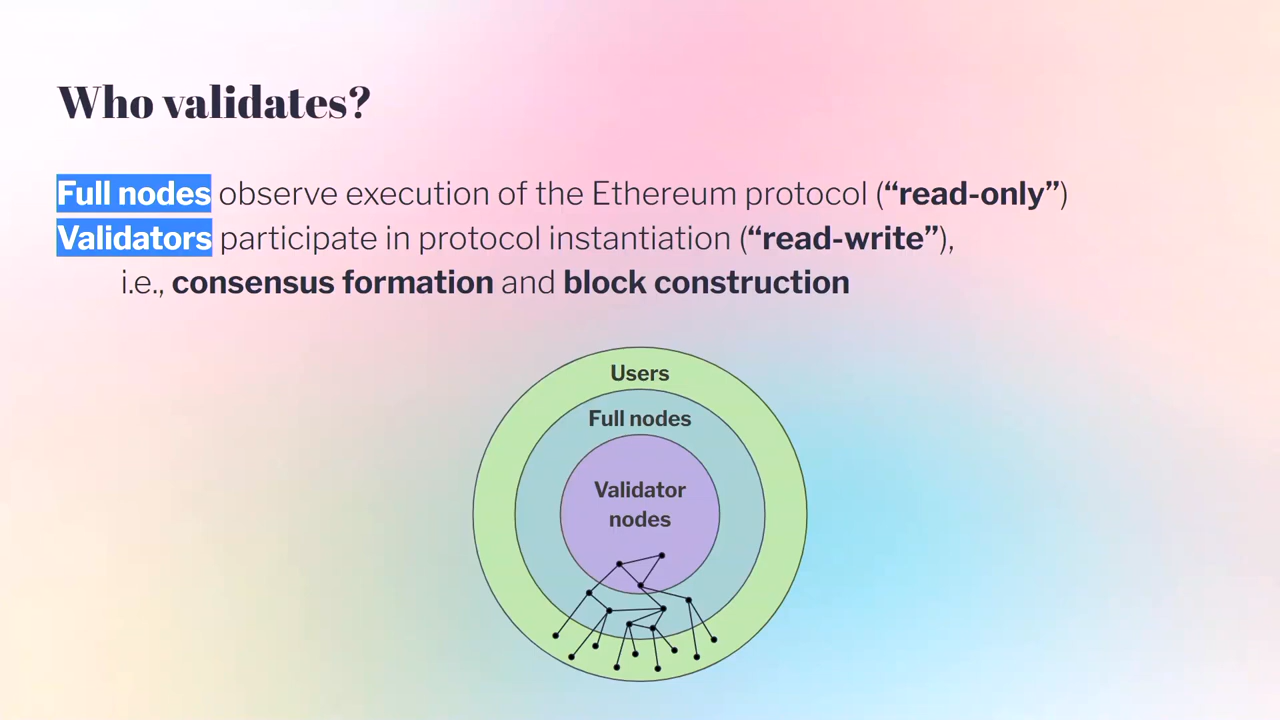 Who validates?
Full nodes observe execution of the Ethereum protocol (“read-only”)
Validators participate in protocol instantiation (“read-write”),
i.e., consensus formation and block construction
Users
Full nodes
Validator
nodes